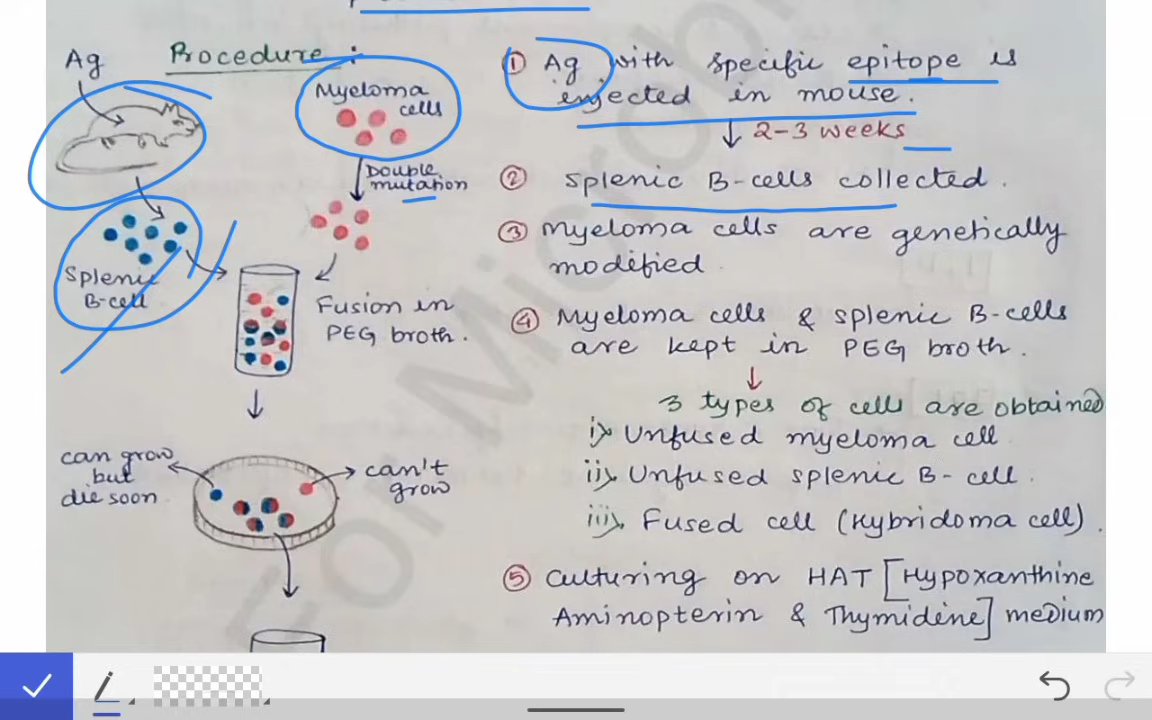 Procedure :
Ag
Myeloma
cells
Double
mutation
Splenic
B-cell
Fusion in
PEG broth.
can grow
but
die soon
can't
grow
① Ag with specific epitope is
injected in mouse.
↓ 2-3 weeks
② Splenic B-cells collected.
③ Myeloma cells are genetically
modified.
④ Myeloma cells & splenic B-cells
are kept in PEG broth.
↓
3 types of cells are obtained
i) Unfused myeloma cell
ii) Unfused splenic B-cell.
iii) Fused cell (Hybridoma cell).
⑤ Culturing on HAT [Hypoxanthine
Aminopterin & Thymidine] medium
For Microbio